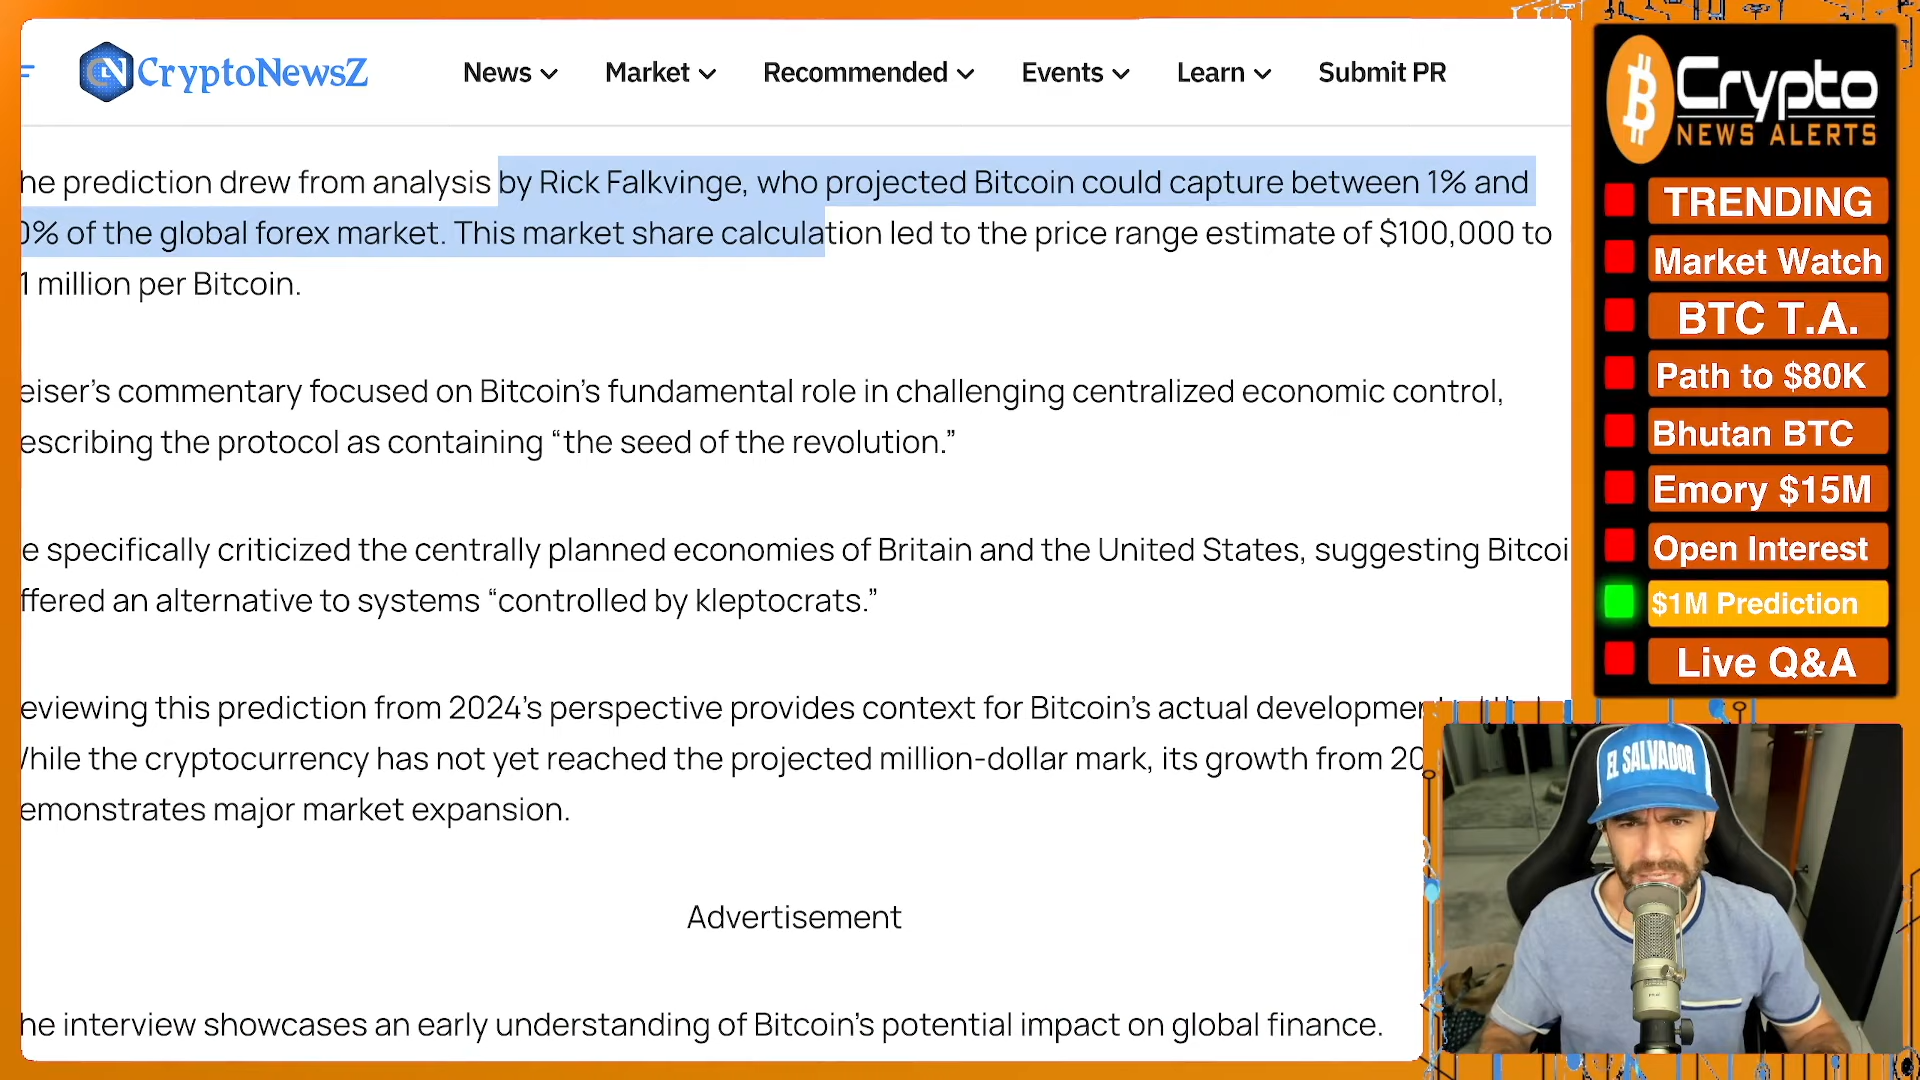 CryptoNewsZ
News
Market
Recommended
Events
Learn
Submit PR
he prediction drew from analysis by Rick Falkvinge, who projected Bitcoin could capture between 1% and
0% of the global forex market. This market share calculation led to the price range estimate of $100,000 to
1 million per Bitcoin.
eiser’s commentary focused on Bitcoin’s fundamental role in challenging centralized economic control,
escribing the protocol as containing “the seed of the revolution.”
e specifically criticized the centrally planned economies of Britain and the United States, suggesting Bitcoi
ffered an alternative to systems “controlled by kleptocrats.”
eviewing this prediction from 2024’s perspective provides context for Bitcoin’s actual developmen
hile the cryptocurrency has not yet reached the projected million-dollar mark, its growth from 20
emonstrates major market expansion.
Advertisement
he interview showcases an early understanding of Bitcoin’s potential impact on global finance.
Crypto
NEWS ALERTS
TRENDING
Market Watch
BTC T.A.
Path to $80K
Bhutan BTC
Emory $15M
Open Interest
$1M Prediction
Live Q&A
EL SALVADOR